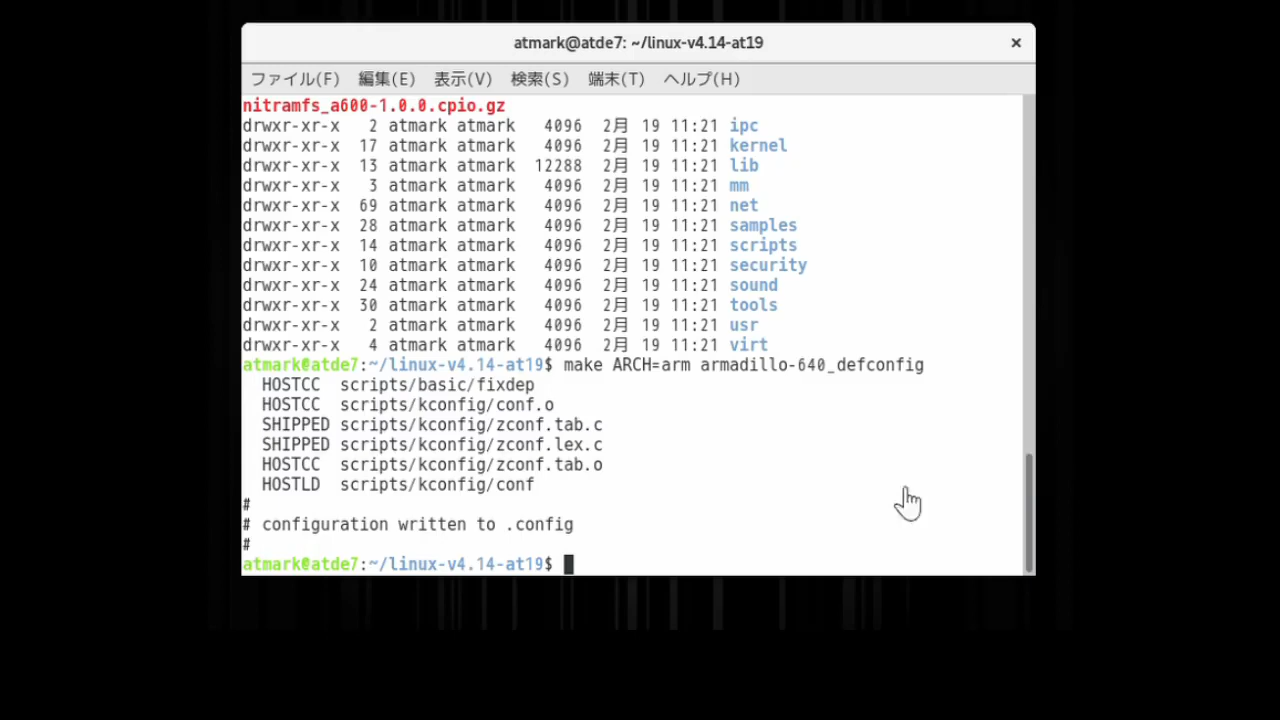 atmark@atde7: ~/linux-v4.14-at19
ファイル(F) 編集(E) 表示(V) 検索(S) 端末(T) ヘルプ(H)
nitramfs_a600-1.0.0.cpio.gz
drwxr-xr-x 2 atmark atmark 4096 2月 19 11:21 ipc
drwxr-xr-x 17 atmark atmark 4096 2月 19 11:21 kernel
drwxr-xr-x 13 atmark atmark 12288 2月 19 11:21 lib
drwxr-xr-x 3 atmark atmark 4096 2月 19 11:21 mm
drwxr-xr-x 69 atmark atmark 4096 2月 19 11:21 net
drwxr-xr-x 28 atmark atmark 4096 2月 19 11:21 samples
drwxr-xr-x 14 atmark atmark 4096 2月 19 11:21 scripts
drwxr-xr-x 10 atmark atmark 4096 2月 19 11:21 security
drwxr-xr-x 24 atmark atmark 4096 2月 19 11:21 sound
drwxr-xr-x 30 atmark atmark 4096 2月 19 11:21 tools
drwxr-xr-x 2 atmark atmark 4096 2月 19 11:21 usr
drwxr-xr-x 4 atmark atmark 4096 2月 19 11:21 virt
atmark@atde7:~/linux-v4.14-at19$ make ARCH=arm armadillo-640_defconfig
HOSTCC scripts/basic/fixdep
HOSTCC scripts/kconfig/conf.o
SHIPPED scripts/kconfig/zconf.tab.c
SHIPPED scripts/kconfig/zconf.lex.c
HOSTCC scripts/kconfig/zconf.tab.o
HOSTLD scripts/kconfig/conf
#
# configuration written to .config
#
atmark@atde7:~/linux-v4.14-at19$